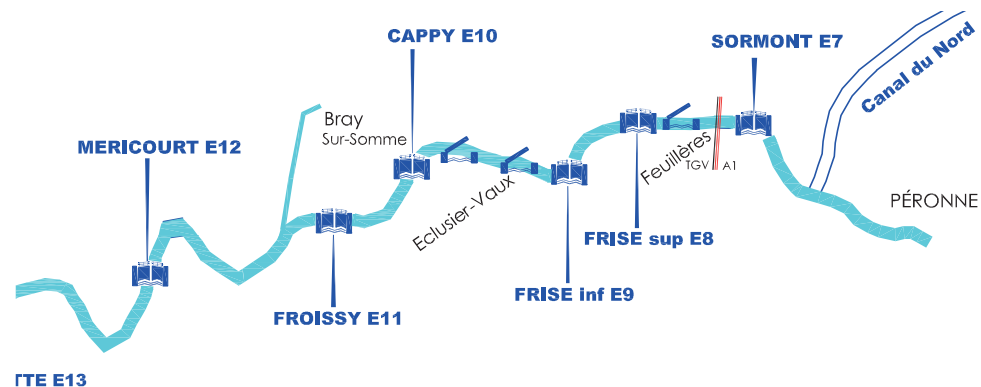 CAPPY E10
SORMONT E7
Canal du Nord
Bray
Sur-Somme
MERICOURT E12
Feuillères
TGV A1
Eclusier-Vaux
PÉRONNE
FRISE sup E8
FRISE inf E9
FROISSY E11
TTE E13